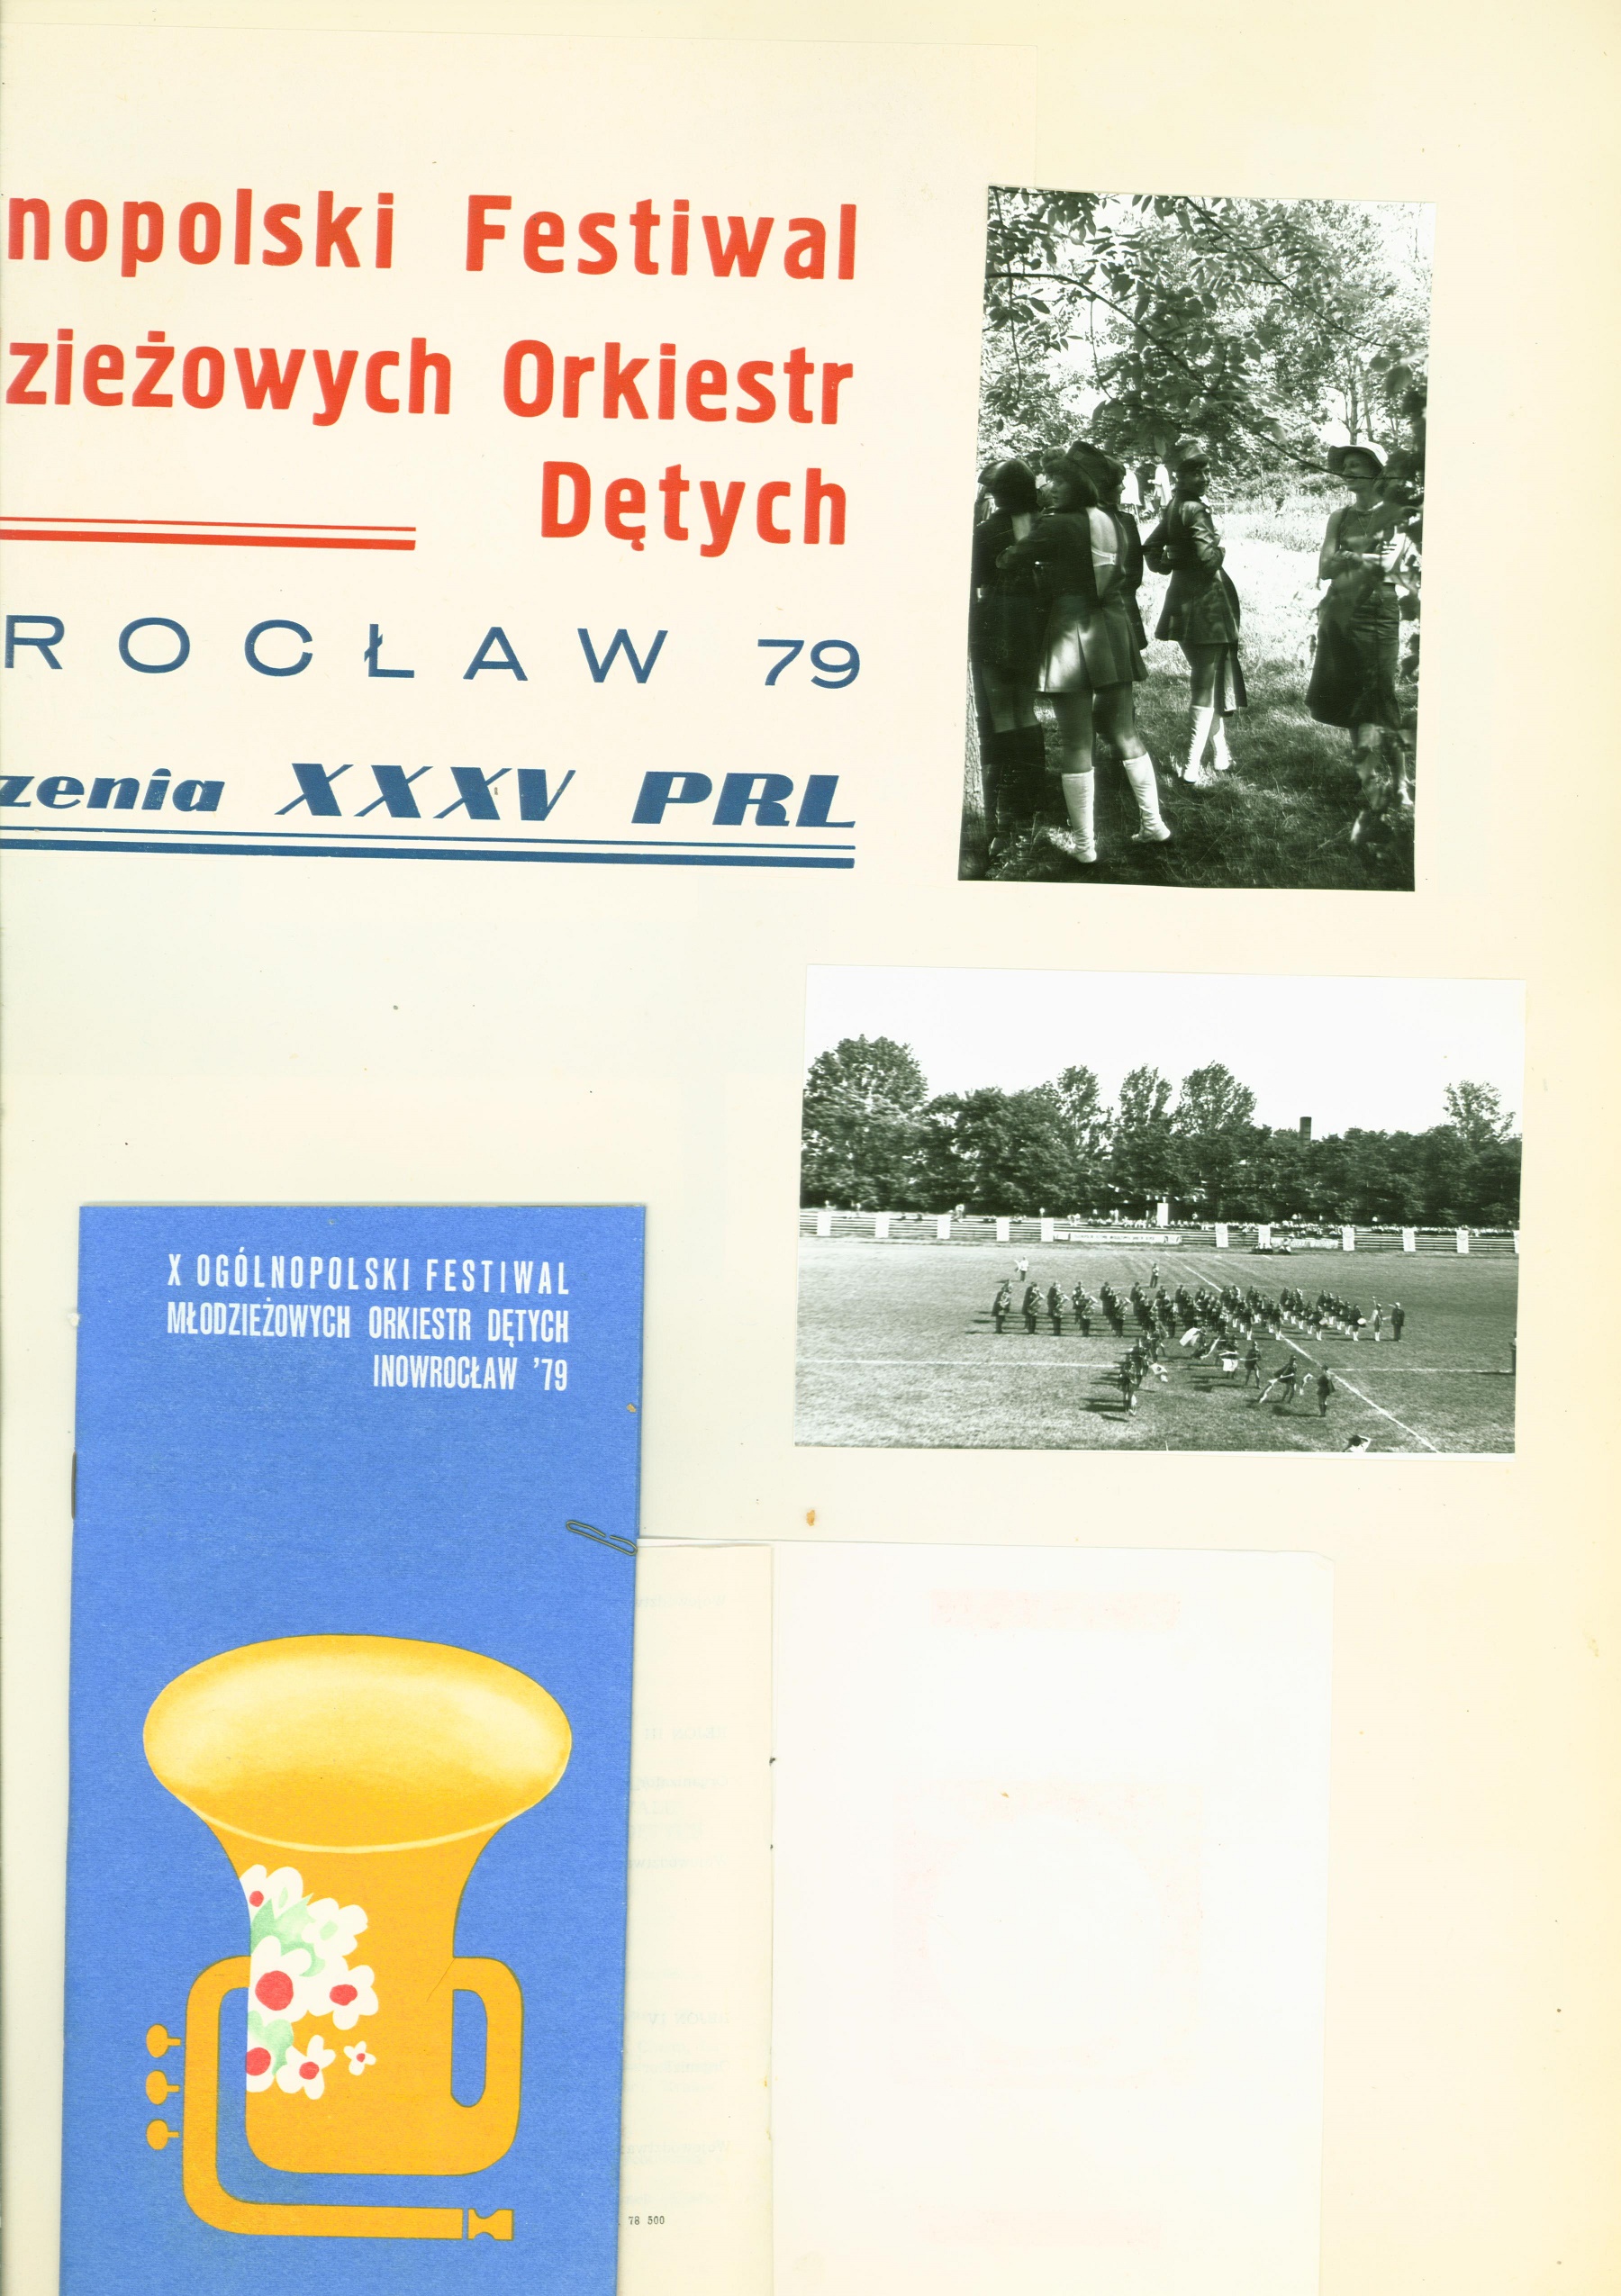 nopolski Festiwal
zieżowych Orkiestr
Dętych
ROCŁAW 79
zenia XXXV PRL
X OGÓLNOPOLSKI FESTIWAL
MŁODZIEŻOWYCH ORKIESTR DĘTYCH
INOWROCŁAW '79
78 500